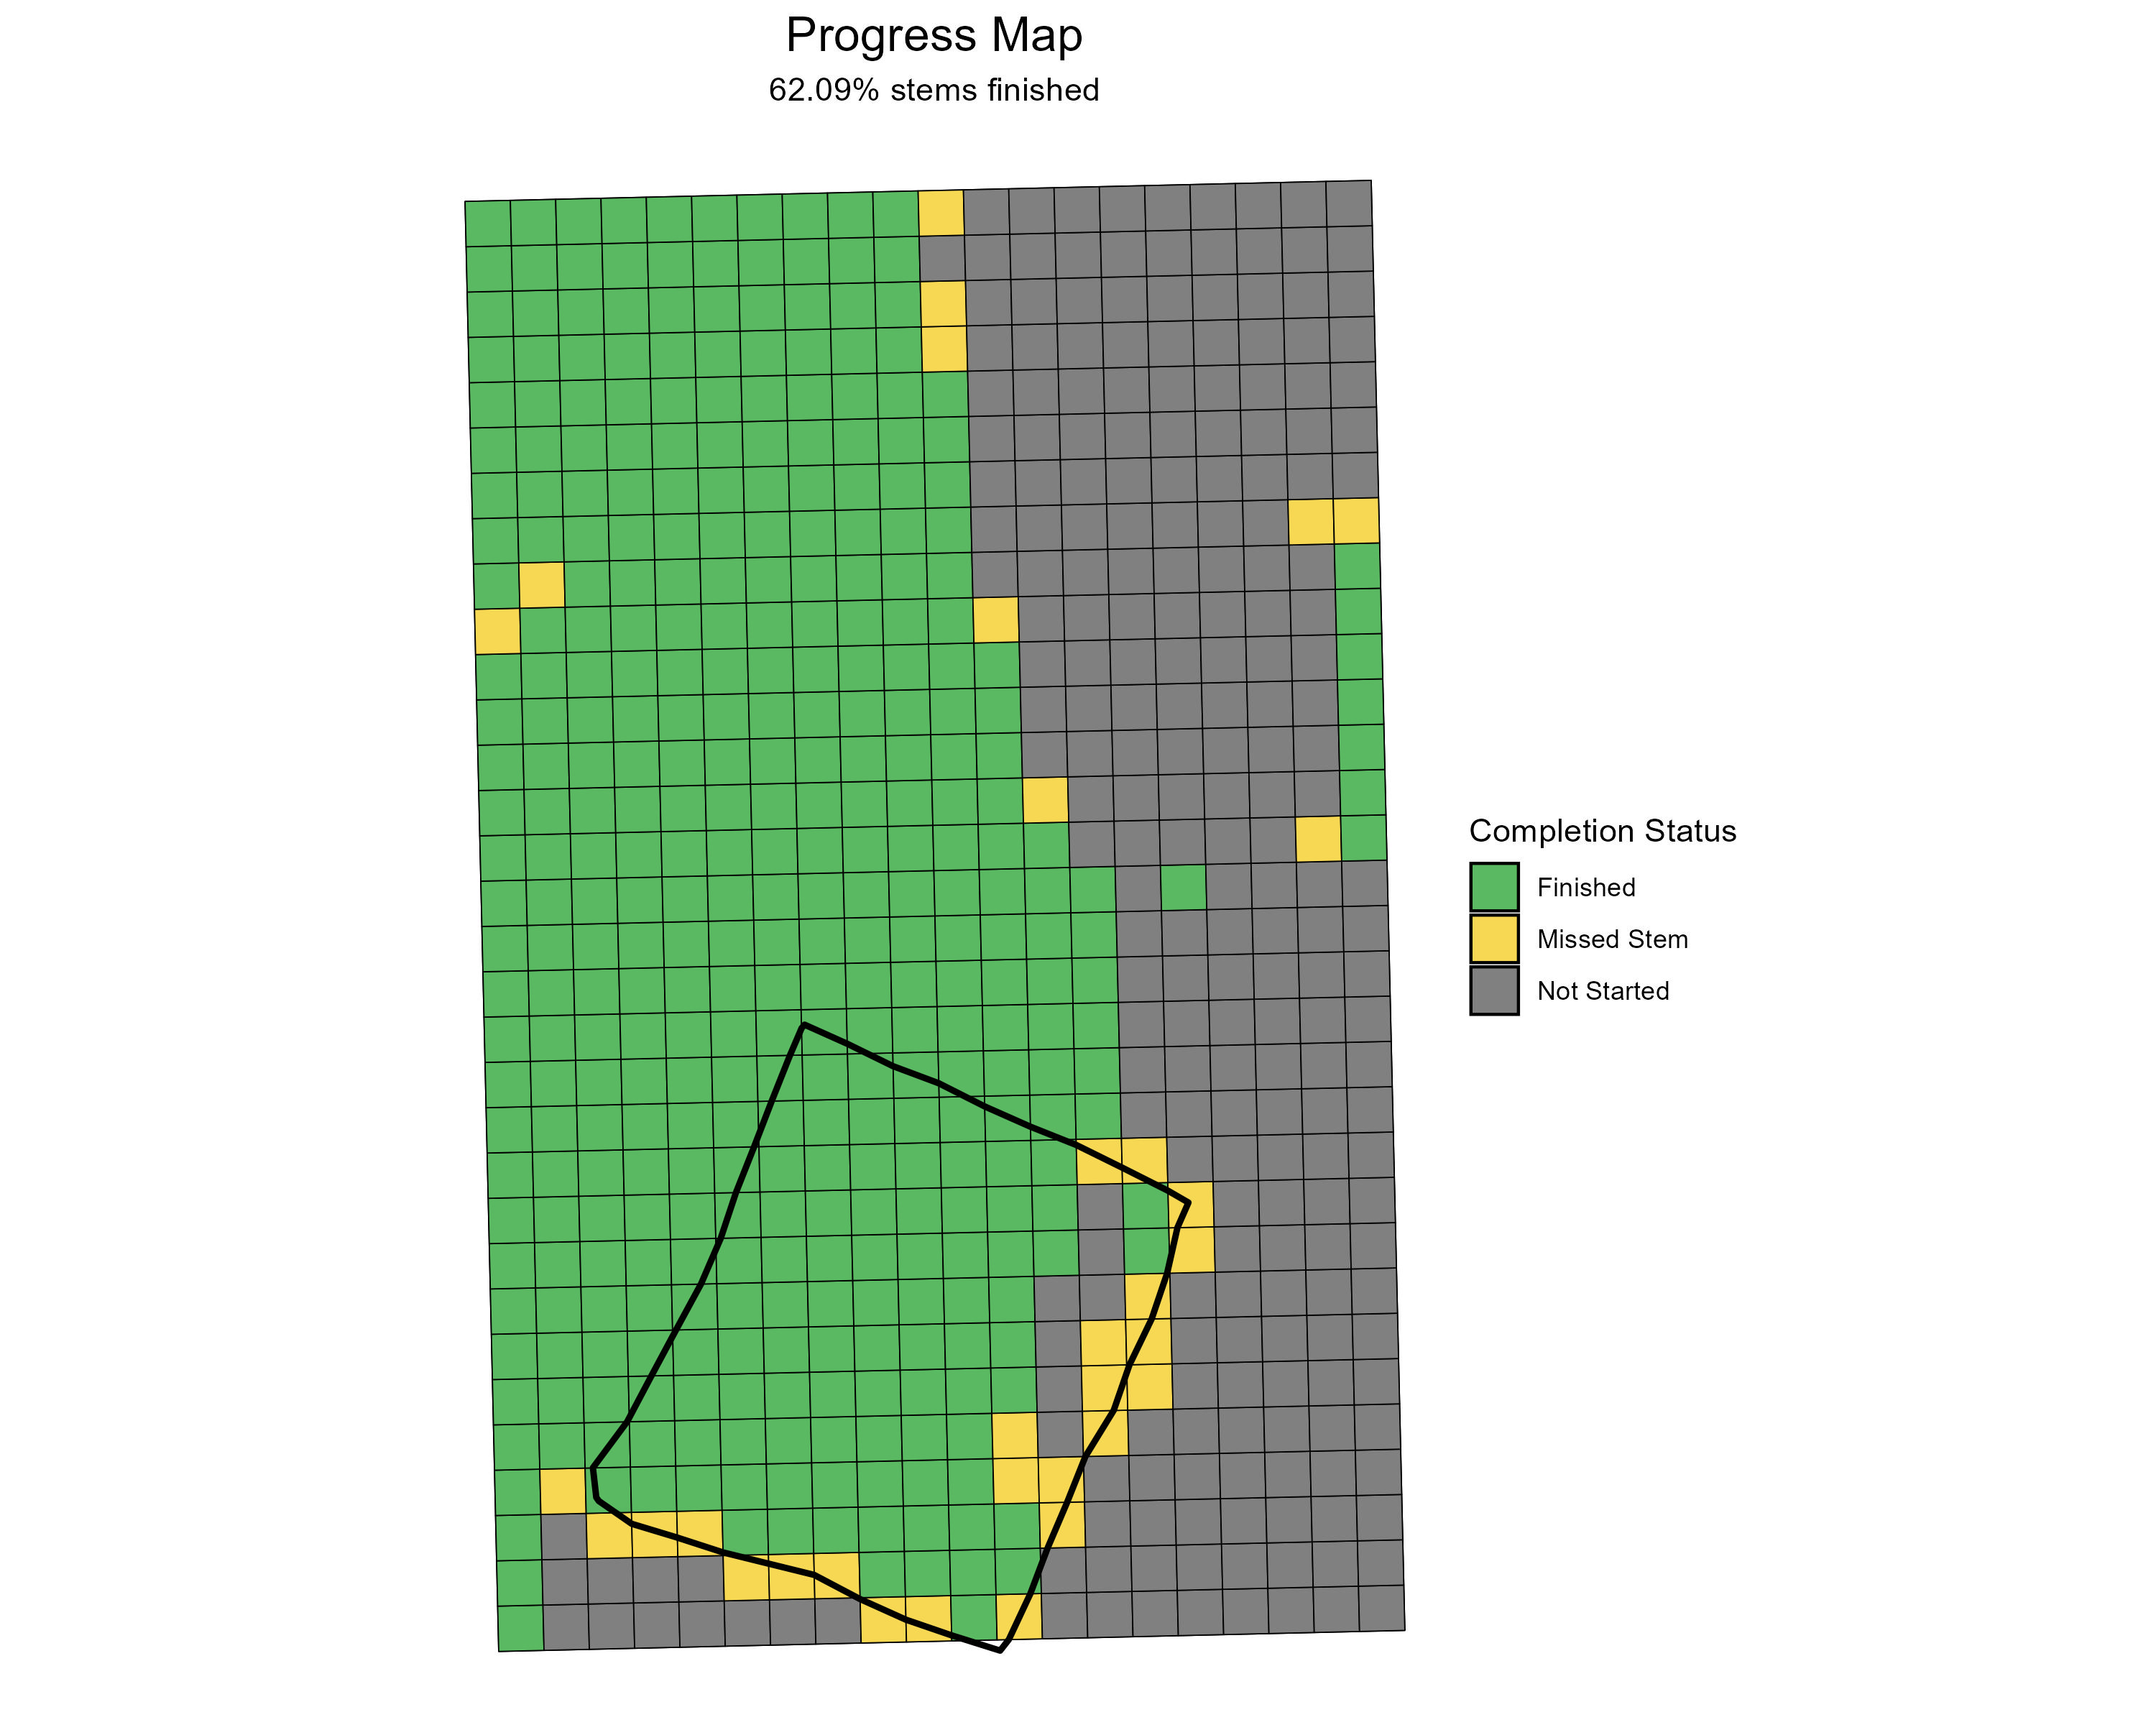 Progress Map
62.09% stems finished
Completion Status
Finished
Missed Stem
Not Started